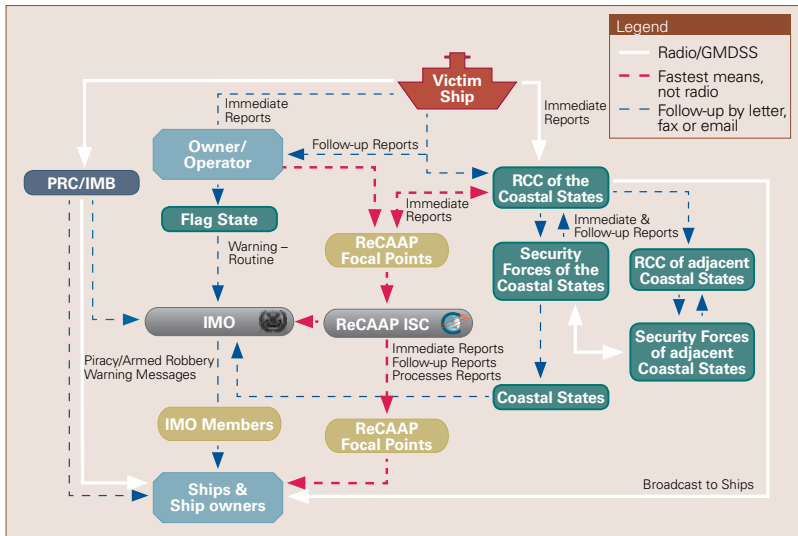 Legend
Radio/GMDSS
Fastest means,
not radio
Follow-up by letter,
fax or email
Victim
Ship
Immediate
Reports
Immediate
Reports
Owner/
Operator
Follow-up Reports
PRC/IMB
RCC of the
Coastal States
Flag State
Immediate
Reports
Immediate &
Follow-up Reports
Warning –
Routine
ReCAAP
Focal Points
Security
Forces of the
Coastal States
RCC of adjacent
Coastal States
IMO
ReCAAP ISC
Security Forces
of adjacent
Coastal States
Piracy/Armed Robbery
Warning Messages
Immediate Reports
Follow-up Reports
Processes Reports
Coastal States
IMO Members
ReCAAP
Focal Points
Ships &
Ship owners
Broadcast to Ships